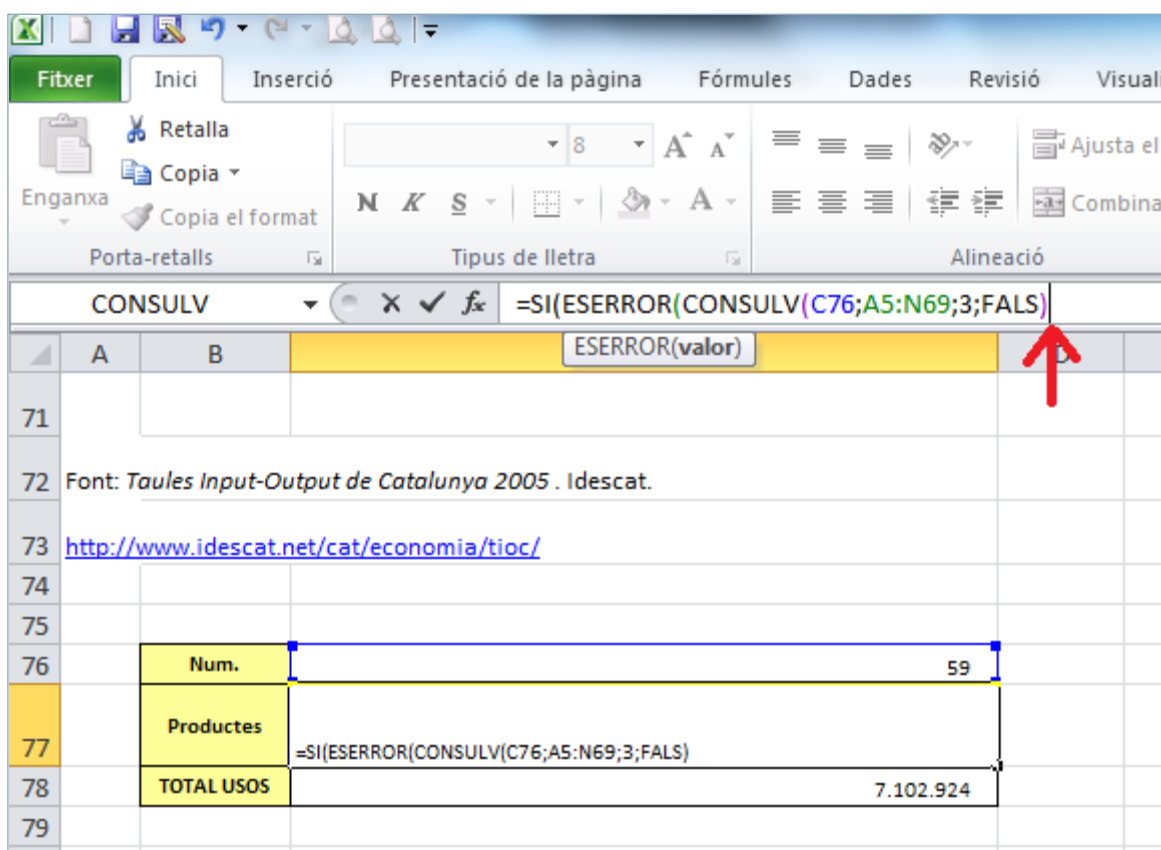 Fitxer Inici Inserció Presentació de la pàgina Fórmules Dades Revisió Visuali
Enganxa
Retalla
Copia
Copia el format
8 A A
N K S A
Ajusta el
Combina
Porta-retalls Tipus de lletra Alineació
CONSULV fx =SI(ESERROR(CONSULV(C76;A5:N69;3;FALS)
ESERROR(valor)
A B D
71
72 Font: Taules Input-Output de Catalunya 2005 . Idescat.
73 http://www.idescat.net/cat/economia/tioc/
74
75
76 Num. 59
77 Productes =SI(ESERROR(CONSULV(C76;A5:N69;3;FALS)
78 TOTAL USOS 7.102.924
79